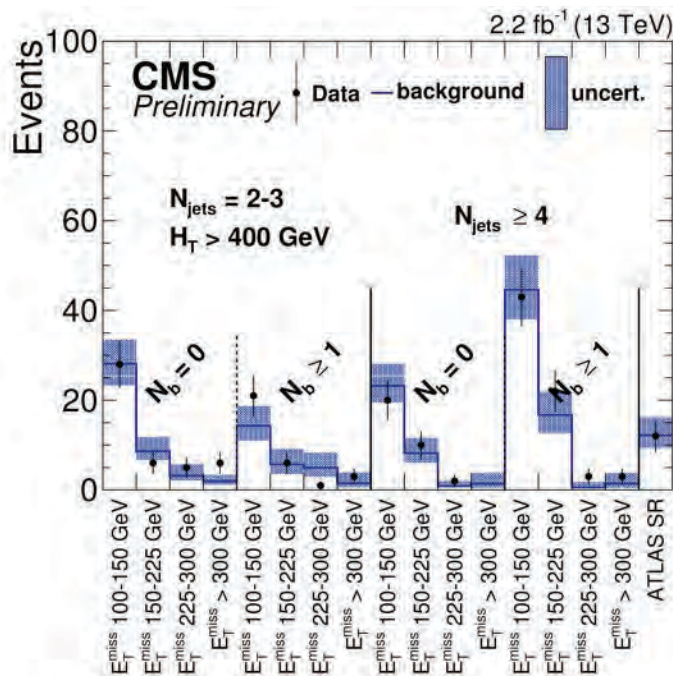 2.2 fb⁻¹ (13 TeV)
Events
100
80
60
40
20
0
CMS
Preliminary
Data
background
uncert.
N_jets = 2-3
H_T > 400 GeV
N_jets ≥ 4
N_b = 0
N_b ≥ 1
N_b = 0
N_b ≥ 1
E_T^miss 100-150 GeV
E_T^miss 150-225 GeV
E_T^miss 225-300 GeV
E_T^miss > 300 GeV
E_T^miss 100-150 GeV
E_T^miss 150-225 GeV
E_T^miss 225-300 GeV
E_T^miss > 300 GeV
E_T^miss 100-150 GeV
E_T^miss 150-225 GeV
E_T^miss 225-300 GeV
E_T^miss > 300 GeV
E_T^miss 100-150 GeV
E_T^miss 150-225 GeV
E_T^miss 225-300 GeV
E_T^miss > 300 GeV
ATLAS SR